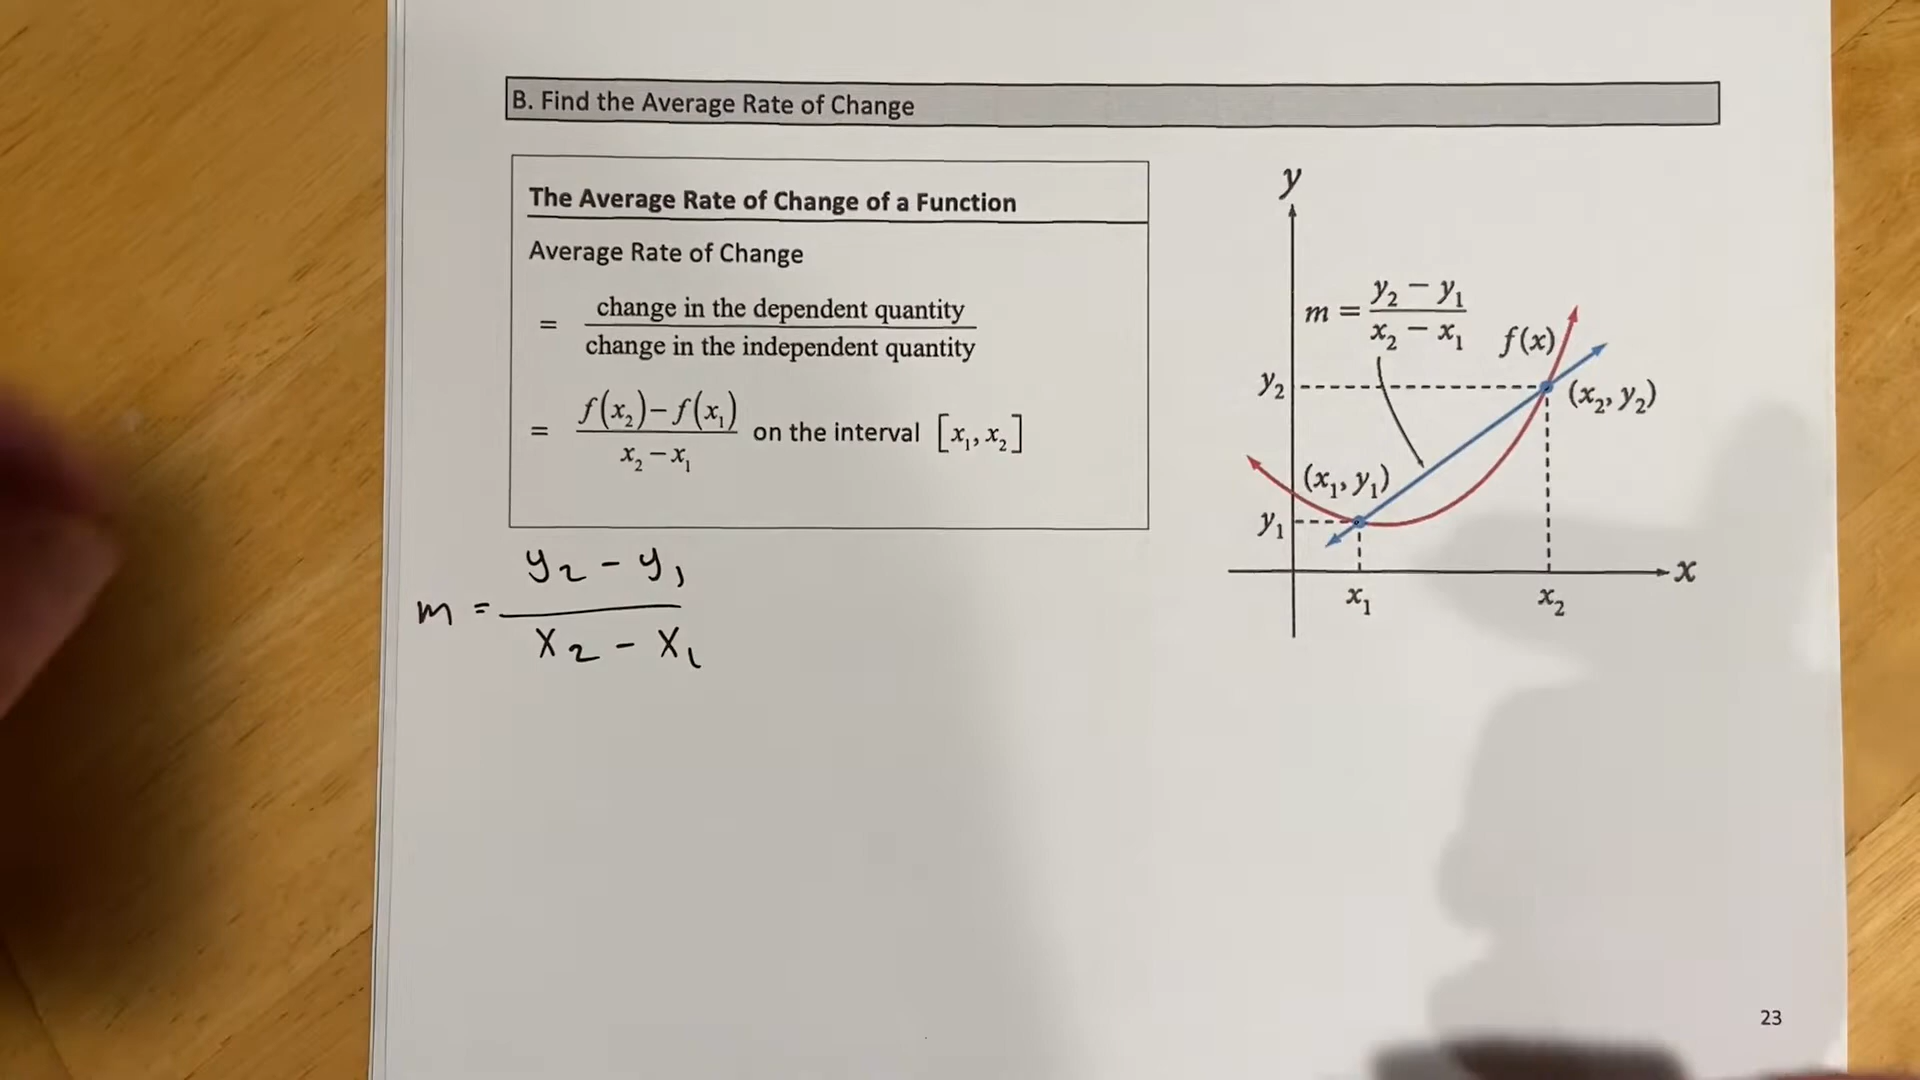 B. Find the Average Rate of Change
The Average Rate of Change of a Function
Average Rate of Change
= change in the dependent quantity
change in the independent quantity
= f(x₂)−f(x₁)
x₂−x₁
on the interval [x₁, x₂]
m = y₂ - y₁
x₂ - x₁
y
m = y₂ − y₁
x₂ − x₁
f(x)
y₂
(x₂, y₂)
(x₁, y₁)
y₁
x
x₁
x₂
23